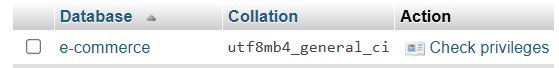 Database Collation Action
e-commerce utf8mb4_general_ci Check privileges